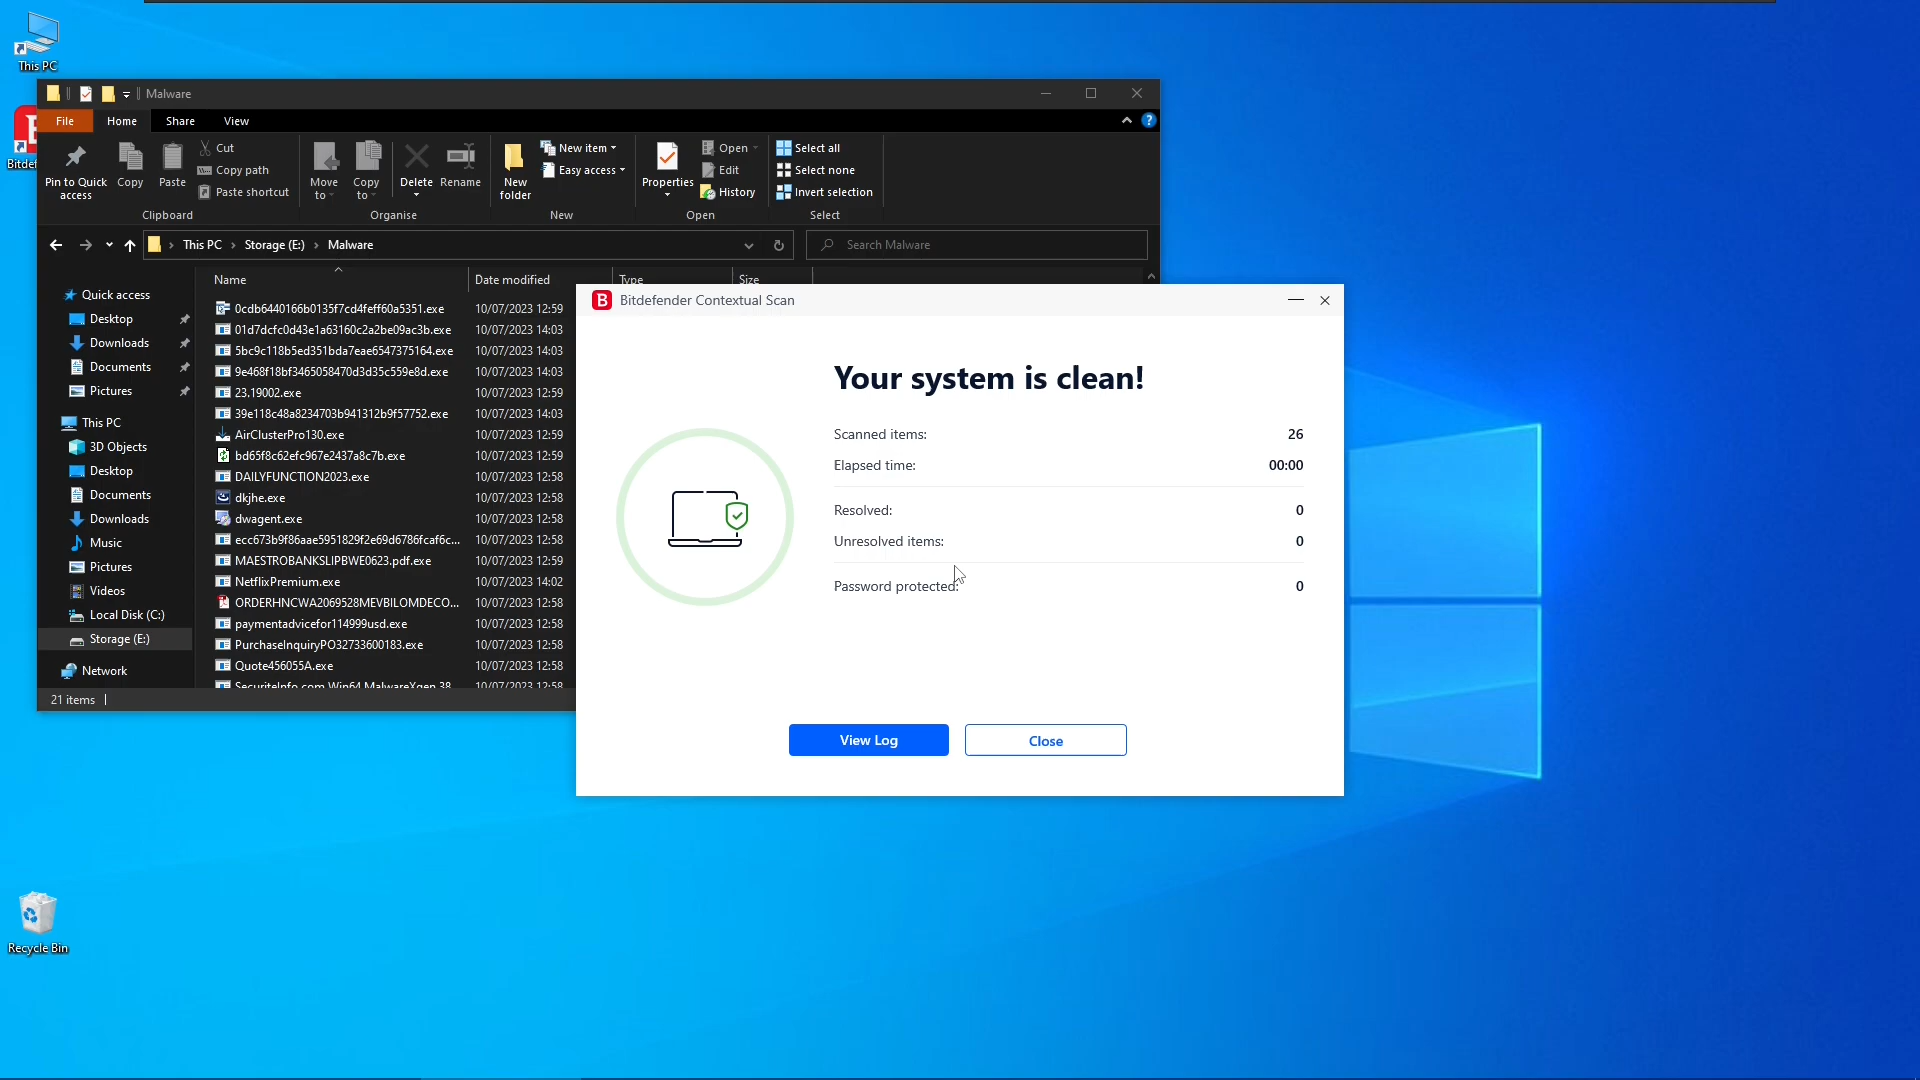 This PC
Malware
Bitdef
File Home Share View
Pin to Quick access
Copy
Paste
Cut
Copy path
Paste shortcut
Clipboard
Move to
Copy to
Delete
Rename
Organise
New folder
New item
Easy access
New
Properties
Open
Edit
History
Open
Select all
Select none
Invert selection
Select
This PC > Storage (E:) > Malware
Search Malware
Name Date modified Type Size
Quick access
Desktop
Downloads
Documents
Pictures
This PC
3D Objects
Desktop
Documents
Downloads
Music
Pictures
Videos
Local Disk (C:)
Storage (E:)
Network
0cdb6440166b0135f7cd4feff60a5351.exe 10/07/2023 12:59
01d7dcfc0d43e1a63160c2a2be09ac3b.exe 10/07/2023 14:03
5bc9c118b5ed351bda7eae6547375164.exe 10/07/2023 14:03
9e468f18bf3465058470d3d35c559e8d.exe 10/07/2023 14:03
23.19002.exe 10/07/2023 12:59
39e118c48a8234703b941312b9f57752.exe 10/07/2023 14:03
AirClusterPro130.exe 10/07/2023 12:59
bd65f8c62efc967e2437a8c7b.exe 10/07/2023 12:59
DAILYFUNCTION2023.exe 10/07/2023 12:58
dkjhe.exe 10/07/2023 12:58
dwagent.exe 10/07/2023 12:58
ecc673b9f86aae5951829f2e69d6786fcaf6c... 10/07/2023 12:58
MAESTROBANKSLIPBWE0623.pdf.exe 10/07/2023 12:59
NetflixPremium.exe 10/07/2023 14:02
ORDERHNCWA2069528MEVBILOMDECO... 10/07/2023 12:58
paymentadvicefor114999usd.exe 10/07/2023 12:58
PurchaseInquiryPO32733600183.exe 10/07/2023 12:58
Quote456055A.exe 10/07/2023 12:58
SecuriteInfo.com.Win64.MalwareXgen.38 10/07/2023 12:58
21 items
B Bitdefender Contextual Scan
Your system is clean!
Scanned items: 26
Elapsed time: 00:00
Resolved: 0
Unresolved items: 0
Password protected: 0
View Log
Close
Recycle Bin